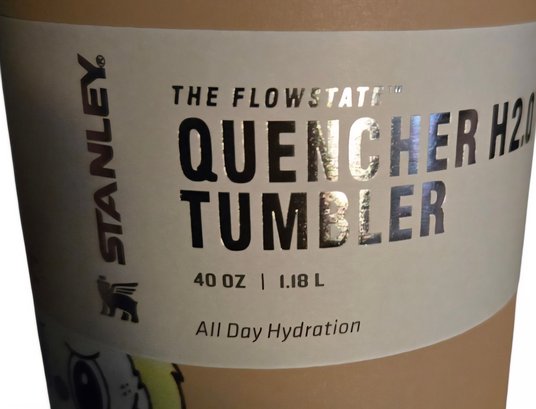 STANLEY®
THE FLOWSTATE™
QUENCHER H2.0
TUMBLER
40 OZ | 1.18 L
All Day Hydration